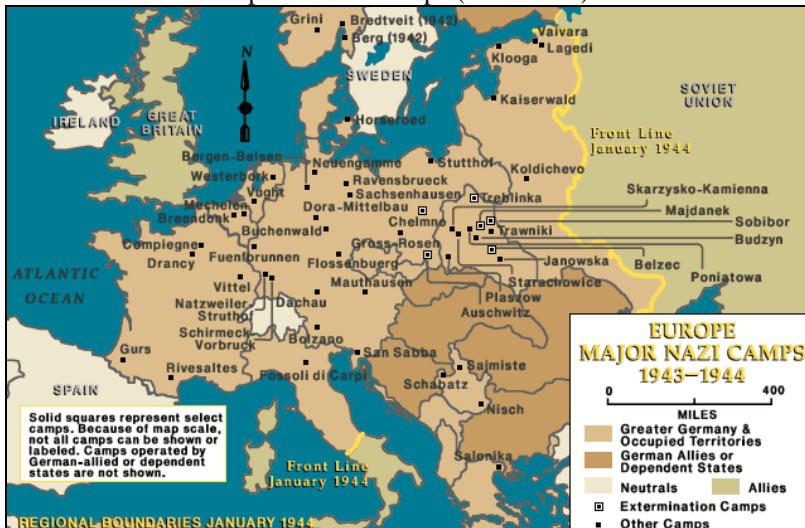 Grini
Bredtveit (1942)
Berg (1942)
Vaivara
Lagedi
Klooga
SWEDEN
SOVIET
UNION
Kaiserwald
IRELAND
GREAT
BRITAIN
N
Horseroed
Front Line
January 1944
Bergen-Belsen
Neuengamme
Stutthof
Koldichevo
Westerbork
Ravensbrueck
Vught
Sachsenhausen
Treblinka
Skarzysko-Kamienna
Mechelen
Dora-Mittelbau
Majdanek
Breendonk
Chelmno
Sobibor
Buchenwald
Trawniki
Budzyn
Compiegne
Gross-Rosen
Drancy
Fuenbrunnen
Flossenbuerg
Janowska
Belzec
ATLANTIC
OCEAN
Vittel
Mauthausen
Starachowice
Poniatowa
Natzweiler-
Struthof
Dachau
Plaszow
Auschwitz
Schirmeck-
Vorbruck
Bolzano
Gurs
San Sabba
Sajmiste
Rivesaltes
Fossoli di Carpi
Schabatz
SPAIN
Nisch
Salonika
Solid squares represent select
camps. Because of map scale,
not all camps can be shown or
labeled. Camps operated by
German-allied or dependent
states are not shown.
Front Line
January 1944
REGIONAL BOUNDARIES JANUARY 1944
EUROPE
MAJOR NAZI CAMPS
1943–1944
0 400
MILES
Greater Germany &
Occupied Territories
German Allies or
Dependent States
Neutrals Allies
Extermination Camps
Other Camps